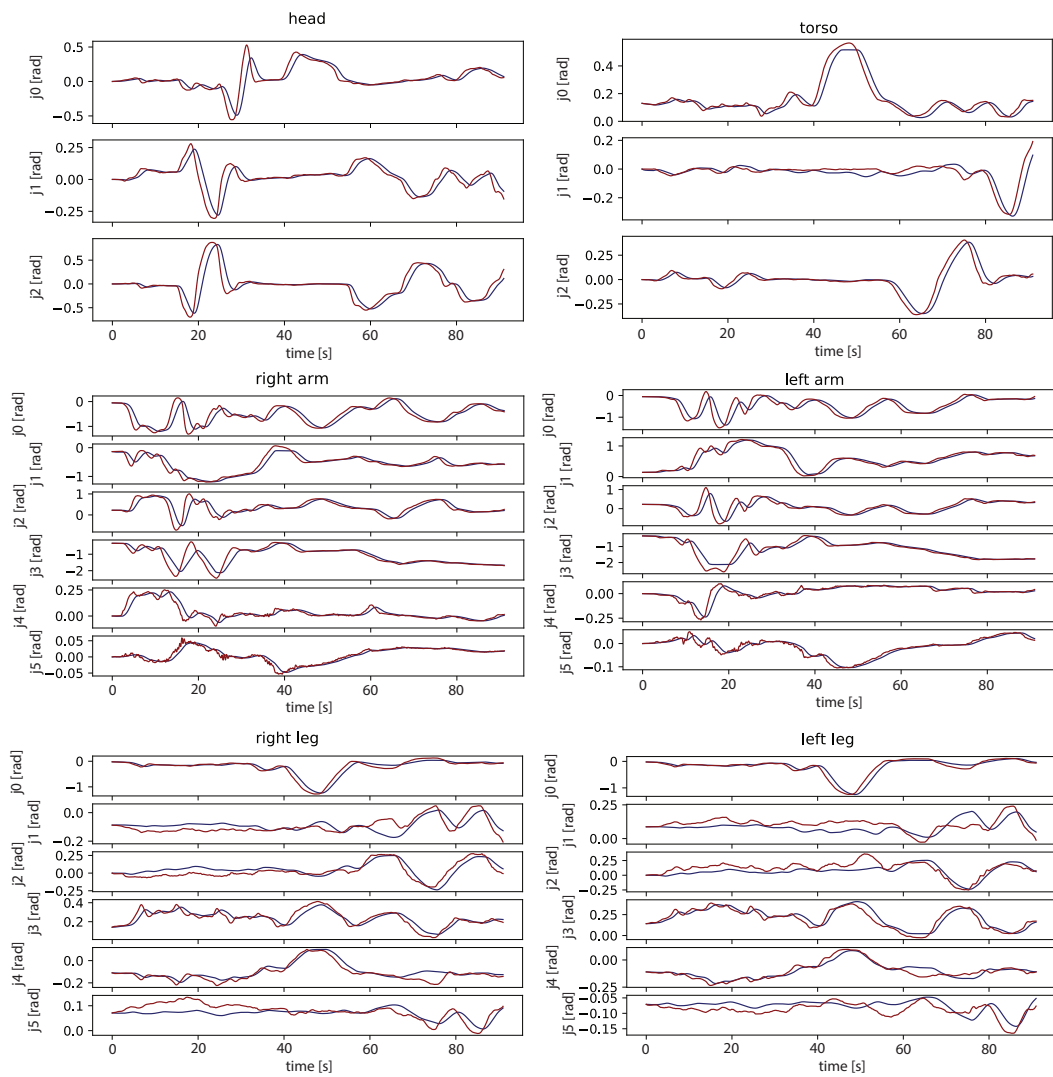 head
j0 [rad]
0.5
0.0
−0.5
j1 [rad]
0.25
0.00
−0.25
j2 [rad]
0.5
0.0
−0.5
0 20 40 60 80
time [s]
torso
j0 [rad]
0.4
0.2
0.0
j1 [rad]
0.2
0.0
−0.2
j2 [rad]
0.25
0.00
−0.25
0 20 40 60 80
time [s]
right arm
j0 [rad]
0
−1
j1 [rad]
0
−1
j2 [rad]
1
0
j3 [rad]
−1
−2
j4 [rad]
0.25
0.00
j5 [rad]
0.05
0.00
−0.05
0 20 40 60 80
time [s]
left arm
j0 [rad]
0
−1
j1 [rad]
1
0
j2 [rad]
1
0
j3 [rad]
−1
−2
j4 [rad]
0.00
−0.25
j5 [rad]
0.0
−0.1
0 20 40 60 80
time [s]
right leg
j0 [rad]
0
−1
j1 [rad]
0.0
−0.2
j2 [rad]
0.25
0.00
−0.25
j3 [rad]
0.4
0.2
j4 [rad]
0.0
−0.2
j5 [rad]
0.1
0.0
0 20 40 60 80
time [s]
left leg
j0 [rad]
0
−1
j1 [rad]
0.25
0.00
j2 [rad]
0.25
0.00
−0.25
j3 [rad]
0.25
0.00
j4 [rad]
0.00
−0.25
j5 [rad]
−0.05
−0.10
−0.15
0 20 40 60 80
time [s]